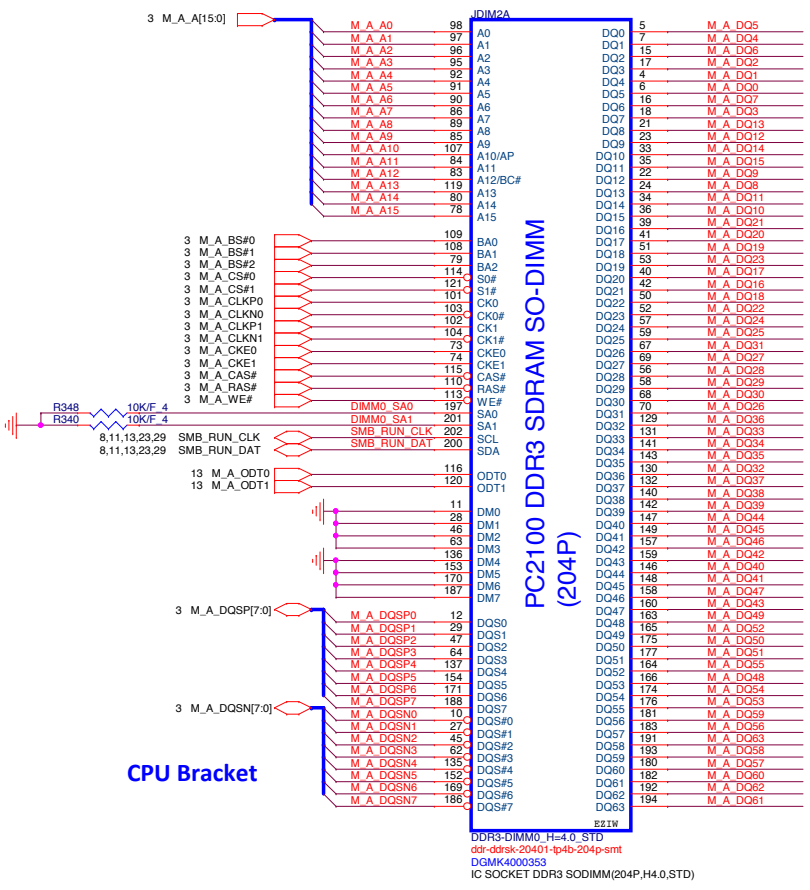 3 M_A_A[15:0]
M_A_A0 98 A0
M_A_A1 97 A1
M_A_A2 96 A2
M_A_A3 95 A3
M_A_A4 92 A4
M_A_A5 91 A5
M_A_A6 90 A6
M_A_A7 86 A7
M_A_A8 89 A8
M_A_A9 85 A9
M_A_A10 107 A10/AP
M_A_A11 84 A11
M_A_A12 83 A12/BC#
M_A_A13 119 A13
M_A_A14 80 A14
M_A_A15 78 A15
3 M_A_BS#0 109 BA0
3 M_A_BS#1 108 BA1
3 M_A_BS#2 79 BA2
3 M_A_CS#0 114 S0#
3 M_A_CS#1 121 S1#
3 M_A_CLKP0 101 CK0
3 M_A_CLKN0 103 CK0#
3 M_A_CLKP1 102 CK1
3 M_A_CLKN1 104 CK1#
3 M_A_CKE0 73 CKE0
3 M_A_CKE1 74 CKE1
3 M_A_CAS# 115 CAS#
3 M_A_RAS# 110 RAS#
3 M_A_WE# 113 WE#
R348 10K/F_4 DIMM0_SA0 197 SA0
R340 10K/F_4 DIMM0_SA1 201 SA1
8,11,13,23,29 SMB_RUN_CLK SMB_RUN_CLK 202 SCL
8,11,13,23,29 SMB_RUN_DAT SMB_RUN_DAT 200 SDA
13 M_A_ODT0 116 ODT0
13 M_A_ODT1 120 ODT1
11 DM0
28 DM1
46 DM2
63 DM3
136 DM4
153 DM5
170 DM6
187 DM7
3 M_A_DQSP[7:0]
M_A_DQSP0 12 DQS0
M_A_DQSP1 29 DQS1
M_A_DQSP2 47 DQS2
M_A_DQSP3 64 DQS3
M_A_DQSP4 137 DQS4
M_A_DQSP5 154 DQS5
M_A_DQSP6 171 DQS6
M_A_DQSP7 188 DQS7
3 M_A_DQSN[7:0]
M_A_DQSN0 10 DQS#0
M_A_DQSN1 27 DQS#1
M_A_DQSN2 45 DQS#2
M_A_DQSN3 62 DQS#3
M_A_DQSN4 135 DQS#4
M_A_DQSN5 152 DQS#5
M_A_DQSN6 169 DQS#6
M_A_DQSN7 186 DQS#7
CPU Bracket
JDIM2A
PC2100 DDR3 SDRAM SO-DIMM
(204P)
DQ0 5 M_A_DQ5
DQ1 7 M_A_DQ4
DQ2 15 M_A_DQ6
DQ3 17 M_A_DQ2
DQ4 4 M_A_DQ1
DQ5 6 M_A_DQ0
DQ6 16 M_A_DQ7
DQ7 18 M_A_DQ3
DQ8 21 M_A_DQ13
DQ9 23 M_A_DQ12
DQ10 33 M_A_DQ14
DQ11 35 M_A_DQ15
DQ12 22 M_A_DQ9
DQ13 24 M_A_DQ8
DQ14 34 M_A_DQ11
DQ15 36 M_A_DQ10
DQ16 39 M_A_DQ21
DQ17 41 M_A_DQ20
DQ18 51 M_A_DQ19
DQ19 53 M_A_DQ23
DQ20 40 M_A_DQ17
DQ21 42 M_A_DQ16
DQ22 50 M_A_DQ18
DQ23 52 M_A_DQ22
DQ24 57 M_A_DQ24
DQ25 59 M_A_DQ25
DQ26 67 M_A_DQ31
DQ27 69 M_A_DQ27
DQ28 56 M_A_DQ28
DQ29 58 M_A_DQ29
DQ30 68 M_A_DQ30
DQ31 70 M_A_DQ26
DQ32 129 M_A_DQ36
DQ33 131 M_A_DQ33
DQ34 141 M_A_DQ34
DQ35 143 M_A_DQ35
DQ36 130 M_A_DQ32
DQ37 132 M_A_DQ37
DQ38 140 M_A_DQ38
DQ39 142 M_A_DQ39
DQ40 147 M_A_DQ44
DQ41 149 M_A_DQ45
DQ42 157 M_A_DQ46
DQ43 159 M_A_DQ42
DQ44 146 M_A_DQ40
DQ45 148 M_A_DQ41
DQ46 158 M_A_DQ47
DQ47 160 M_A_DQ43
DQ48 163 M_A_DQ49
DQ49 165 M_A_DQ52
DQ50 175 M_A_DQ50
DQ51 177 M_A_DQ51
DQ52 164 M_A_DQ55
DQ53 166 M_A_DQ48
DQ54 174 M_A_DQ54
DQ55 176 M_A_DQ53
DQ56 181 M_A_DQ59
DQ57 183 M_A_DQ56
DQ58 191 M_A_DQ63
DQ59 193 M_A_DQ58
DQ60 180 M_A_DQ57
DQ61 182 M_A_DQ60
DQ62 192 M_A_DQ62
DQ63 194 M_A_DQ61
EZIW
DDR3-DIMM0_H=4.0_STD
ddr-ddrsk-20401-tp4b-204p-smt
DGMK4000353
IC SOCKET DDR3 SODIMM(204P,H4.0,STD)